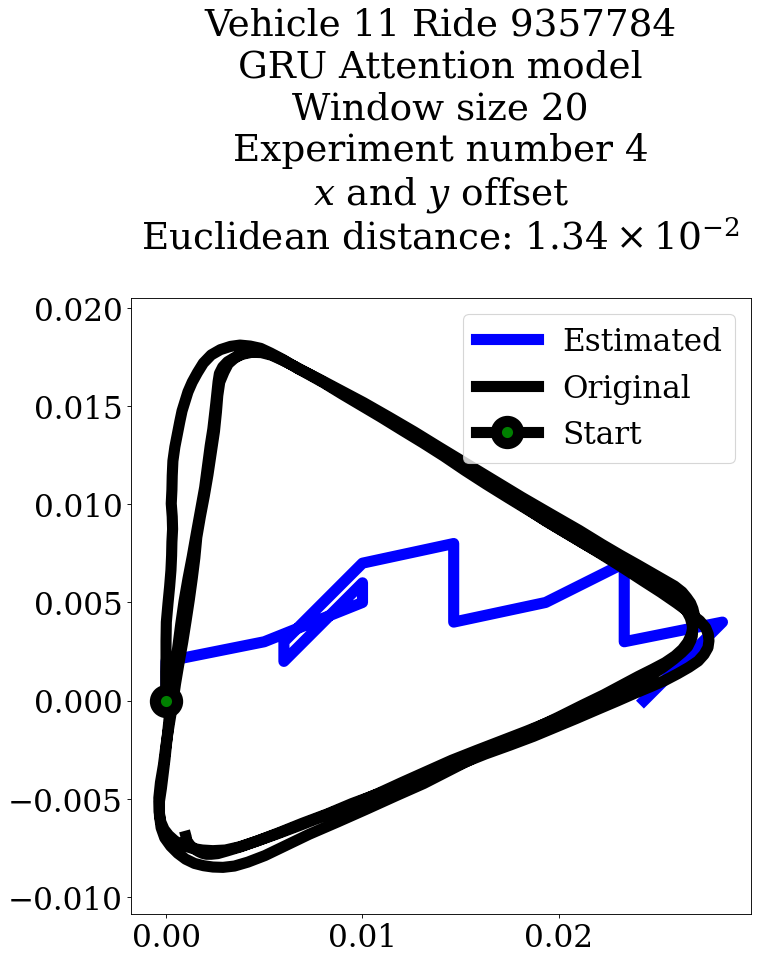 Vehicle 11 Ride 9357784
GRU Attention model
Window size 20
Experiment number 4
x and y offset
Euclidean distance: 1.34 × 10⁻²
Estimated
Original
Start
0.020
0.015
0.010
0.005
0.000
−0.005
−0.010
0.00 0.01 0.02